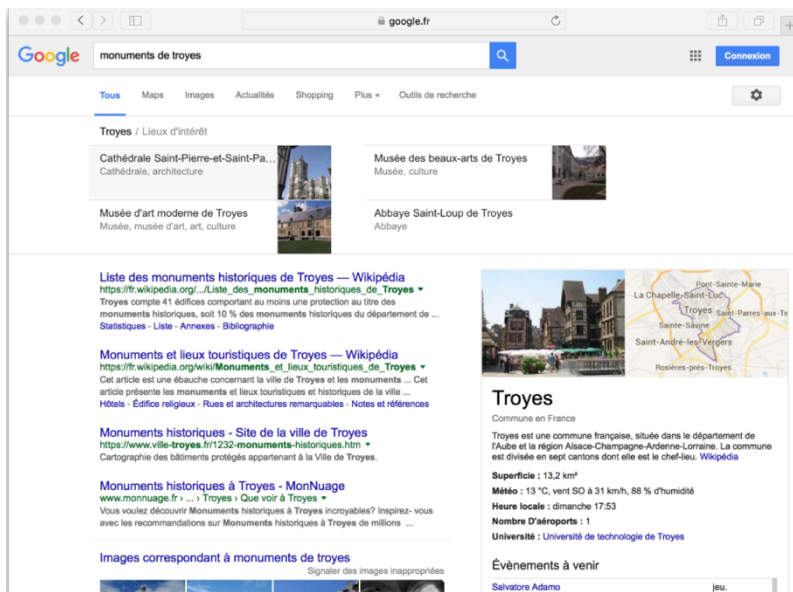 google.fr
Google
monuments de troyes
Connexion
Tous Maps Images Actualités Shopping Plus Outils de recherche
Troyes / Lieux d'intérêt
Cathédrale Saint-Pierre-et-Saint-Pa...
Cathédrale, architecture
Musée des beaux-arts de Troyes
Musée, culture
Musée d'art moderne de Troyes
Musée, musée d'art, art, culture
Abbaye Saint-Loup de Troyes
Abbaye
Liste des monuments historiques de Troyes — Wikipédia
https://fr.wikipedia.org/.../Liste_des_monuments_historiques_de_Troyes
Troyes compte 41 édifices comportant au moins une protection au titre des
monuments historiques, soit 10 % des monuments historiques du département de ...
Statistiques - Liste - Annexes - Bibliographie
Monuments et lieux touristiques de Troyes — Wikipédia
https://fr.wikipedia.org/wiki/Monuments_et_lieux_touristiques_de_Troyes
Cet article est une ébauche concernant la ville de Troyes et les monuments ... Cet
article présente les monuments et lieux touristiques et historiques de la ville.
Hôtels - Édifice religieux - Rues et architectures remarquables - Notes et références
Monuments historiques - Site de la ville de Troyes
https://www.ville-troyes.fr/1232-monuments-historiques.htm
Cartographie des bâtiments protégés appartenant à la Ville de Troyes.
Monuments historiques à Troyes - MonNuage
www.monnuage.fr › ... › Troyes › Que voir à Troyes
Vous voulez découvrir Monuments historiques à Troyes incroyables? Inspirez- vous
avec les recommandations sur Monuments historiques à Troyes de millions ...
Images correspondant à monuments de troyes
Signaler des images inappropriées
Pont-Sainte-Marie
La Chapelle-Saint-Luc
Troyes
Saint-Parres-aux-Te
Sainte-Savine
Saint-André-les-Vergers
Rosières-près-Troyes
Troyes
Commune en France
Troyes est une commune française, située dans le département de
l'Aube et la région Alsace-Champagne-Ardenne-Lorraine. La commune
est divisée en sept cantons dont elle est le chef-lieu. Wikipédia
Superficie : 13,2 km²
Météo : 13 °C, vent SO à 31 km/h, 88 % d'humidité
Heure locale : dimanche 17:53
Nombre D'aéroports : 1
Université : Université de technologie de Troyes
Évènements à venir
Salvatore Adamo jeu.